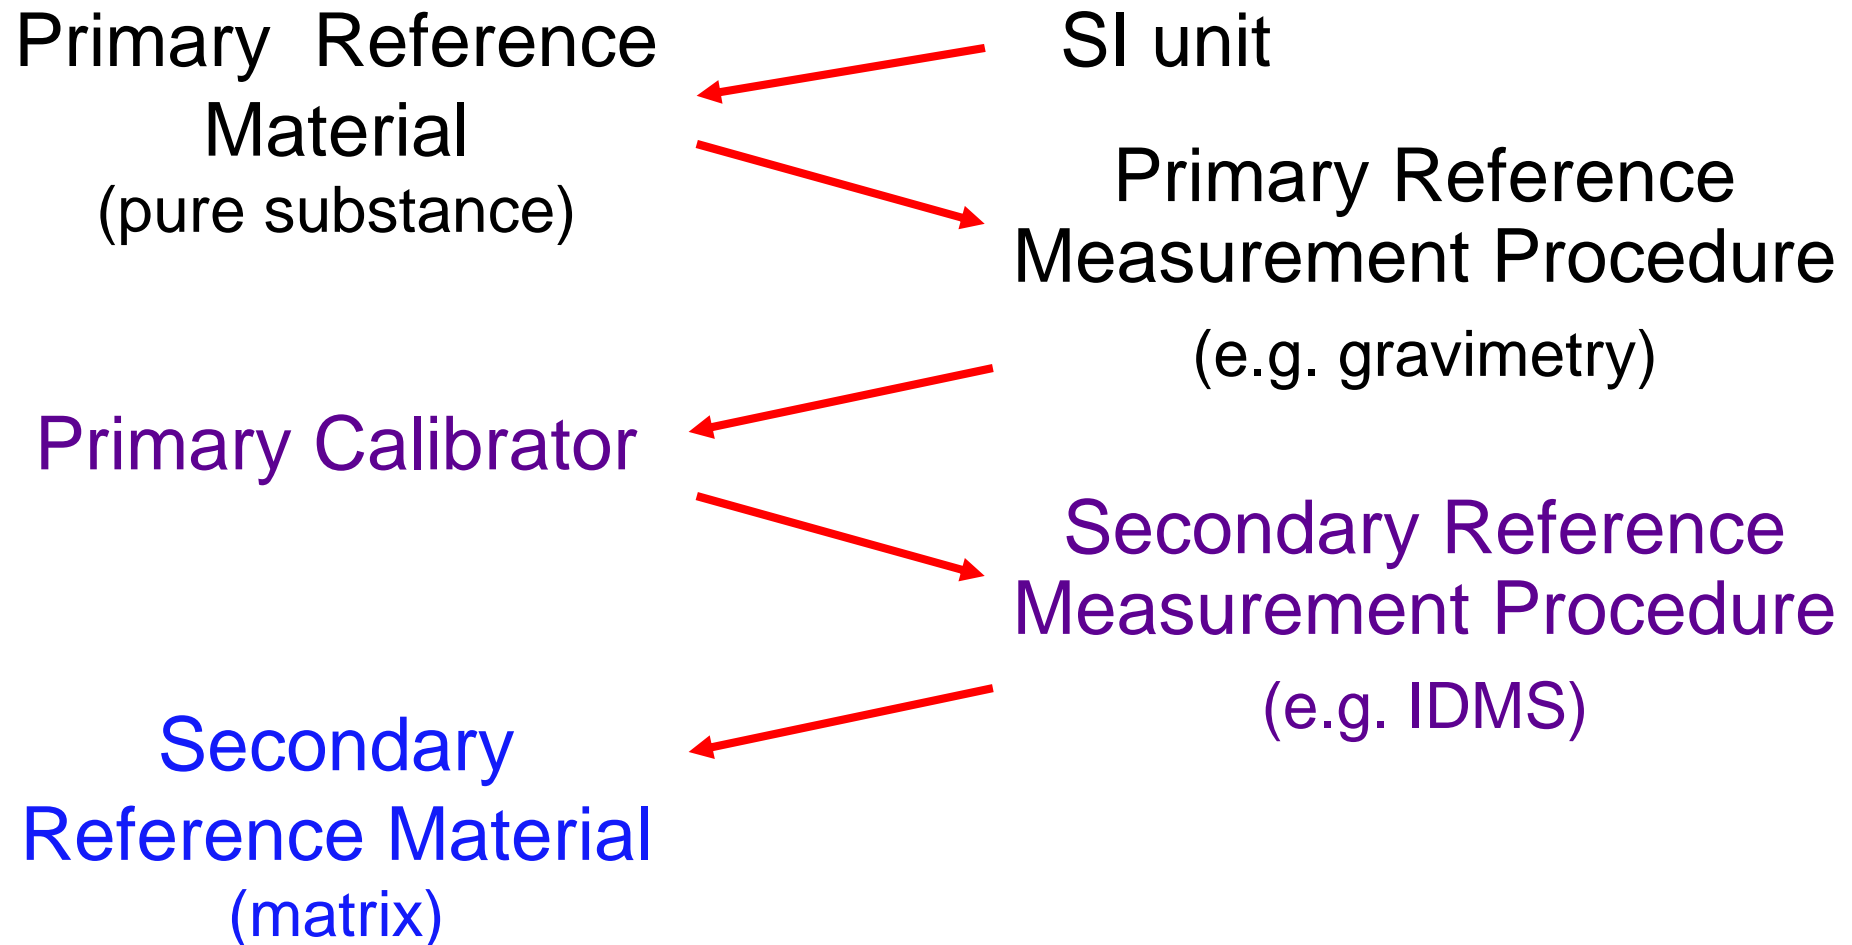 Primary Reference
Material
(pure substance)
SI unit
Primary Reference
Measurement Procedure
(e.g. gravimetry)
Primary Calibrator
Secondary Reference
Measurement Procedure
(e.g. IDMS)
Secondary
Reference Material
(matrix)